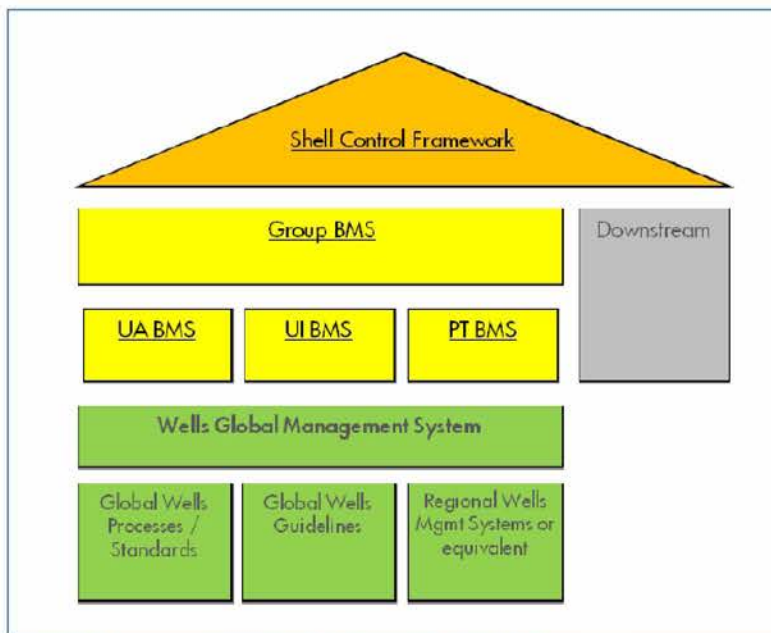 Shell Control Framework
Group BMS
Downstream
UA BMS
UI BMS
PT BMS
Wells Global Management System
Global Wells
Processes /
Standards
Global Wells
Guidelines
Regional Wells
Mgmt Systems or
equivalent